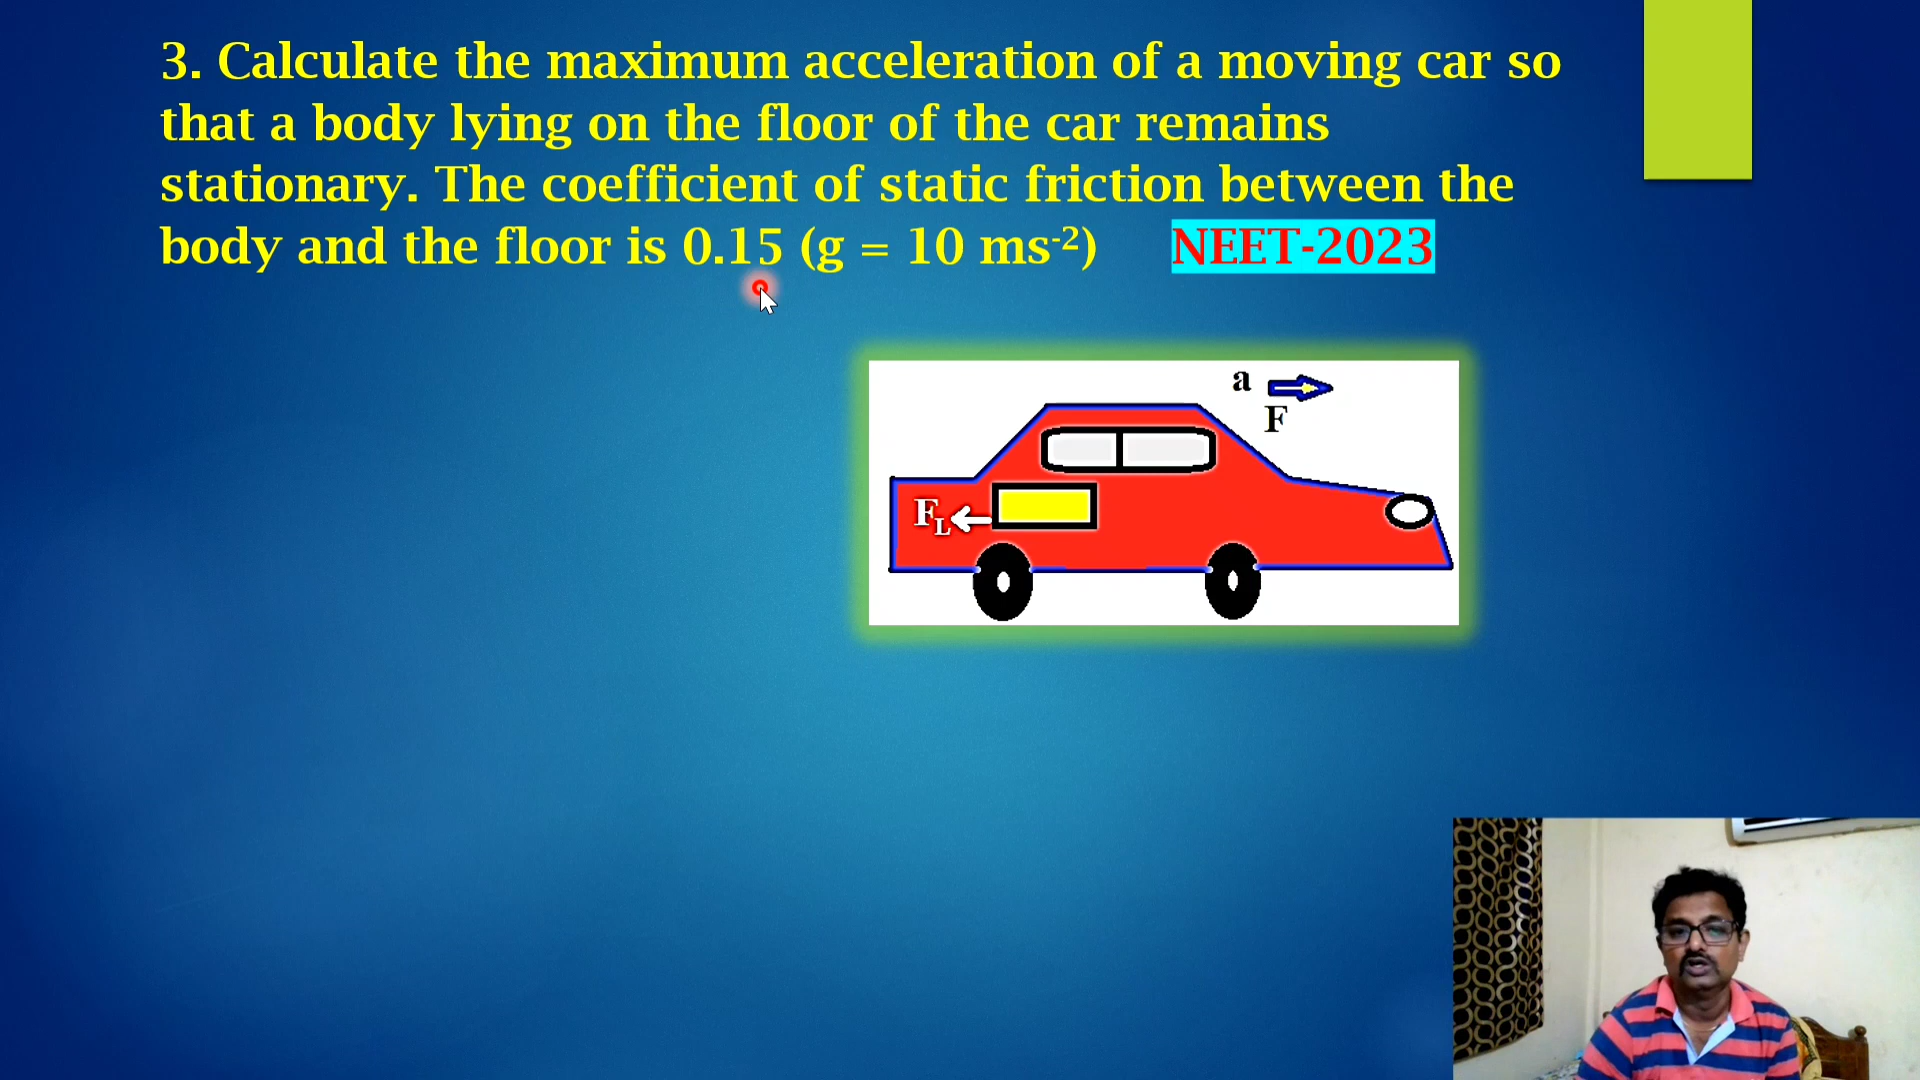 3. Calculate the maximum acceleration of a moving car so
that a body lying on the floor of the car remains
stationary. The coefficient of static friction between the
body and the floor is 0.15 (g = 10 ms⁻²) NEET-2023
a
F
F_L